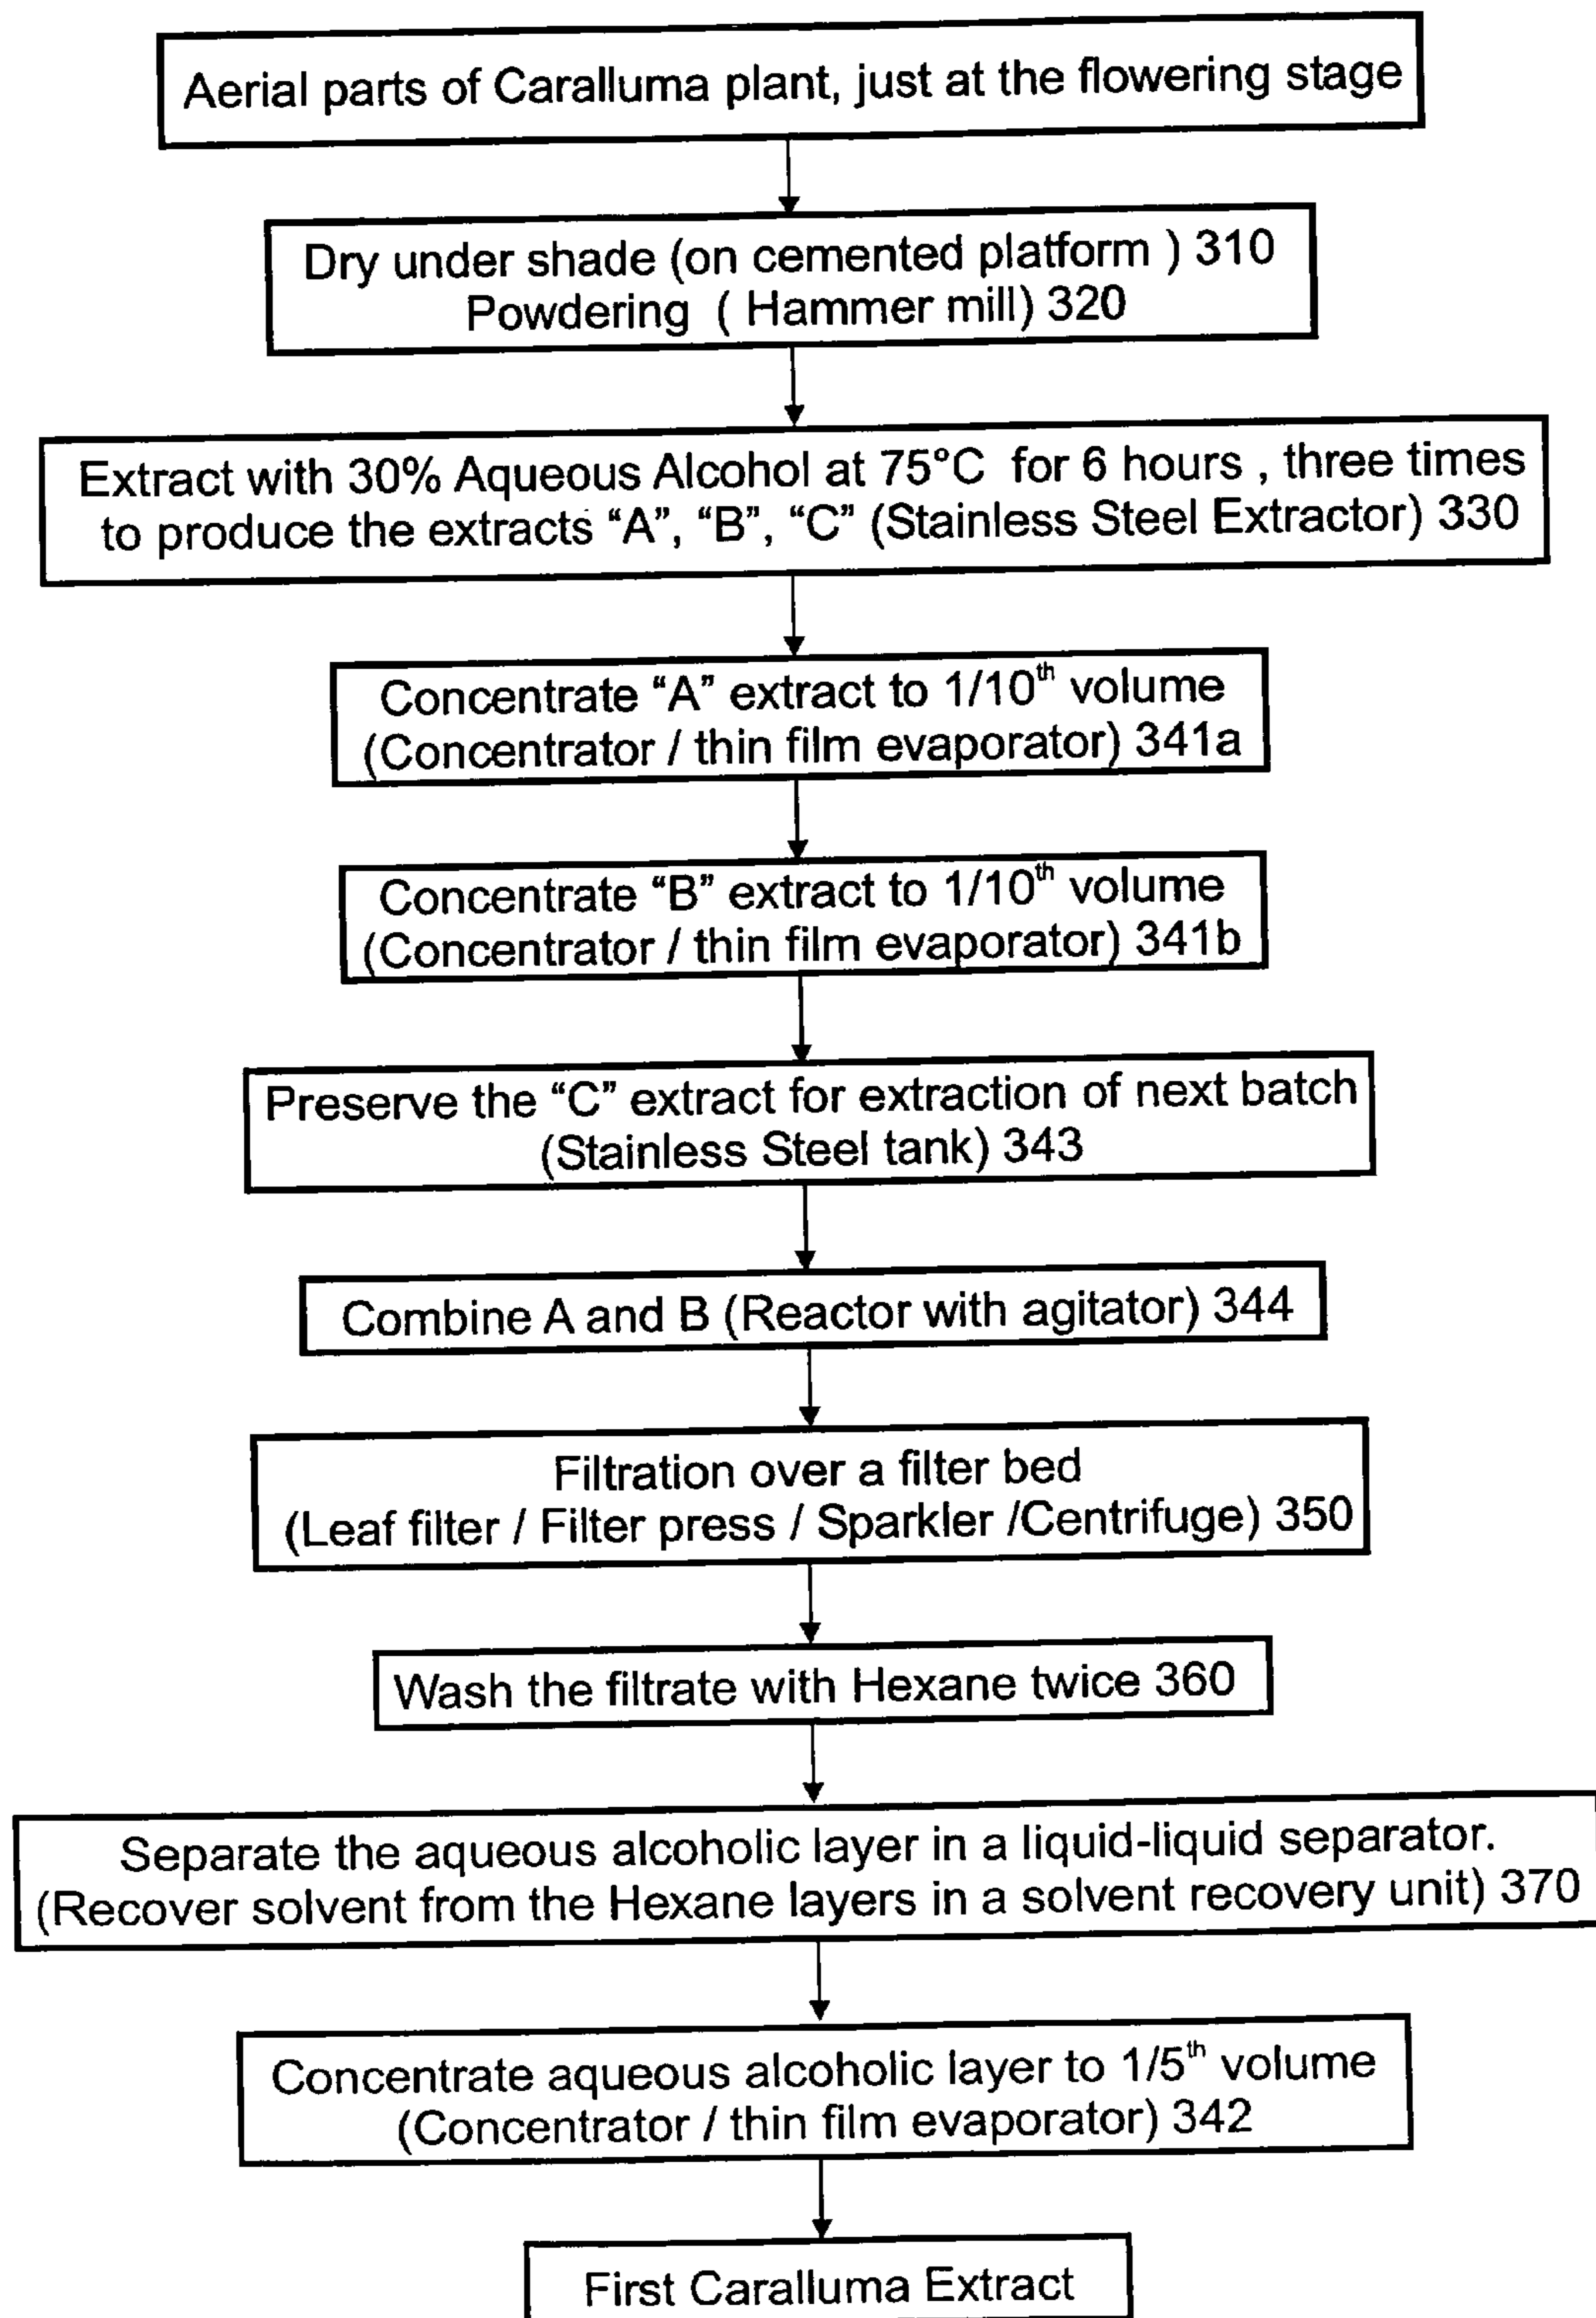 Aerial parts of Caralluma plant, just at the flowering stage
Dry under shade (on cemented platform ) 310
Powdering ( Hammer mill) 320
Extract with 30% Aqueous Alcohol at 75°C for 6 hours , three times
to produce the extracts “A”, “B”, “C” (Stainless Steel Extractor) 330
Concentrate “A” extract to 1/10th volume
(Concentrator / thin film evaporator) 341a
Concentrate “B” extract to 1/10th volume
(Concentrator / thin film evaporator) 341b
Preserve the “C” extract for extraction of next batch
(Stainless Steel tank) 343
Combine A and B (Reactor with agitator) 344
Filtration over a filter bed
(Leaf filter / Filter press / Sparkler /Centrifuge) 350
Wash the filtrate with Hexane twice 360
Separate the aqueous alcoholic layer in a liquid-liquid separator.
(Recover solvent from the Hexane layers in a solvent recovery unit) 370
Concentrate aqueous alcoholic layer to 1/5th volume
(Concentrator / thin film evaporator) 342
First Caralluma Extract